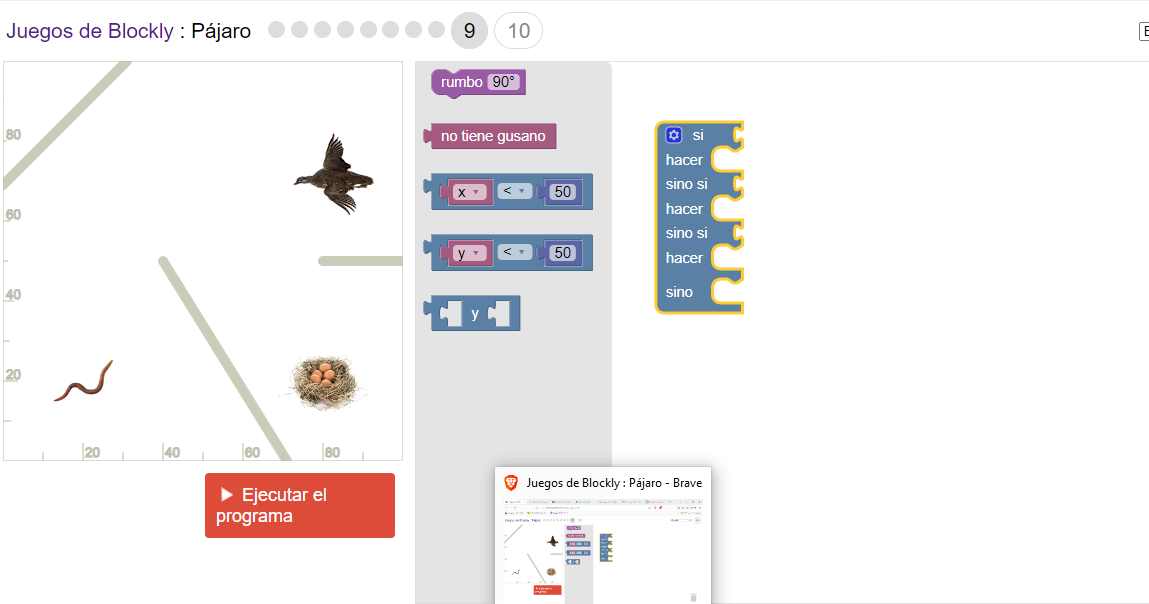 Juegos de Blockly : Pájaro 9 10
80
60
40
20
20 40 60 80
Ejecutar el
programa
rumbo 90°
no tiene gusano
x < 50
y < 50
y
si
hacer
sino si
hacer
sino si
hacer
sino
Juegos de Blockly : Pájaro - Brave